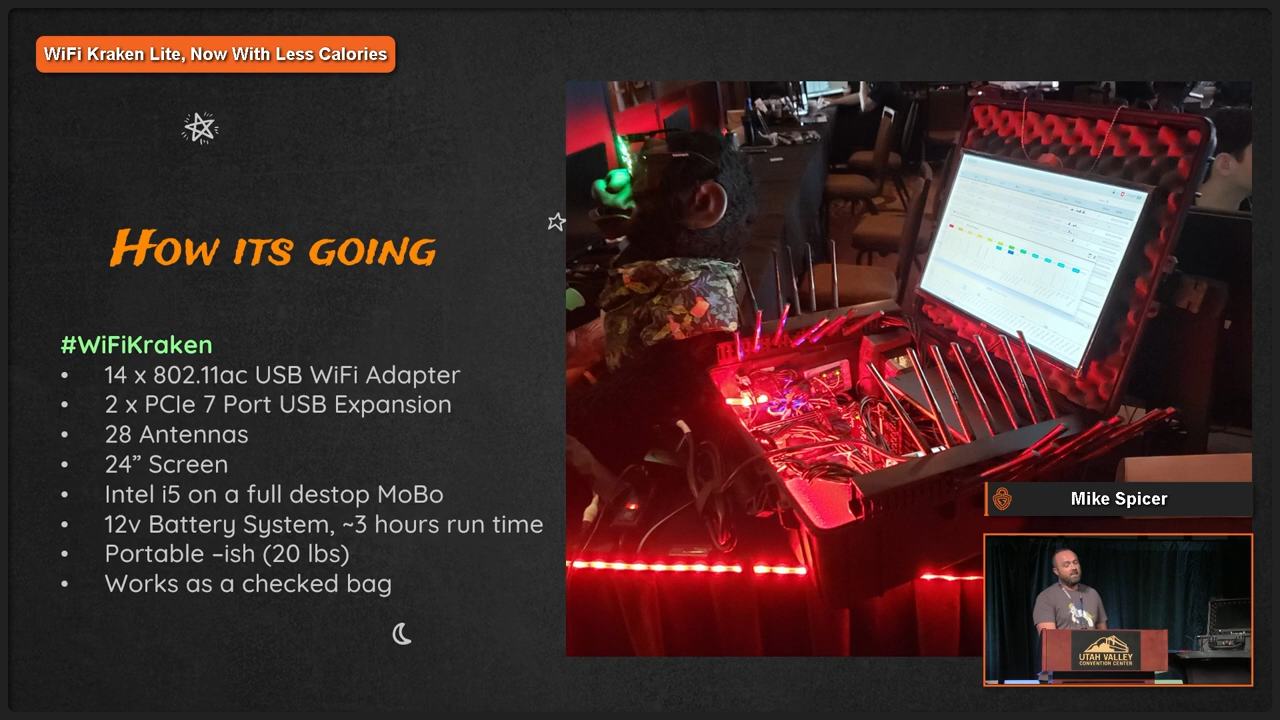 WiFi Kraken Lite, Now With Less Calories
How its going
#WiFiKraken
• 14 x 802.11ac USB WiFi Adapter
• 2 x PCIe 7 Port USB Expansion
• 28 Antennas
• 24” Screen
• Intel i5 on a full destop MoBo
• 12v Battery System, ~3 hours run time
• Portable –ish (20 lbs)
• Works as a checked bag
Mike Spicer
UTAH VALLEY
CONVENTION CENTER